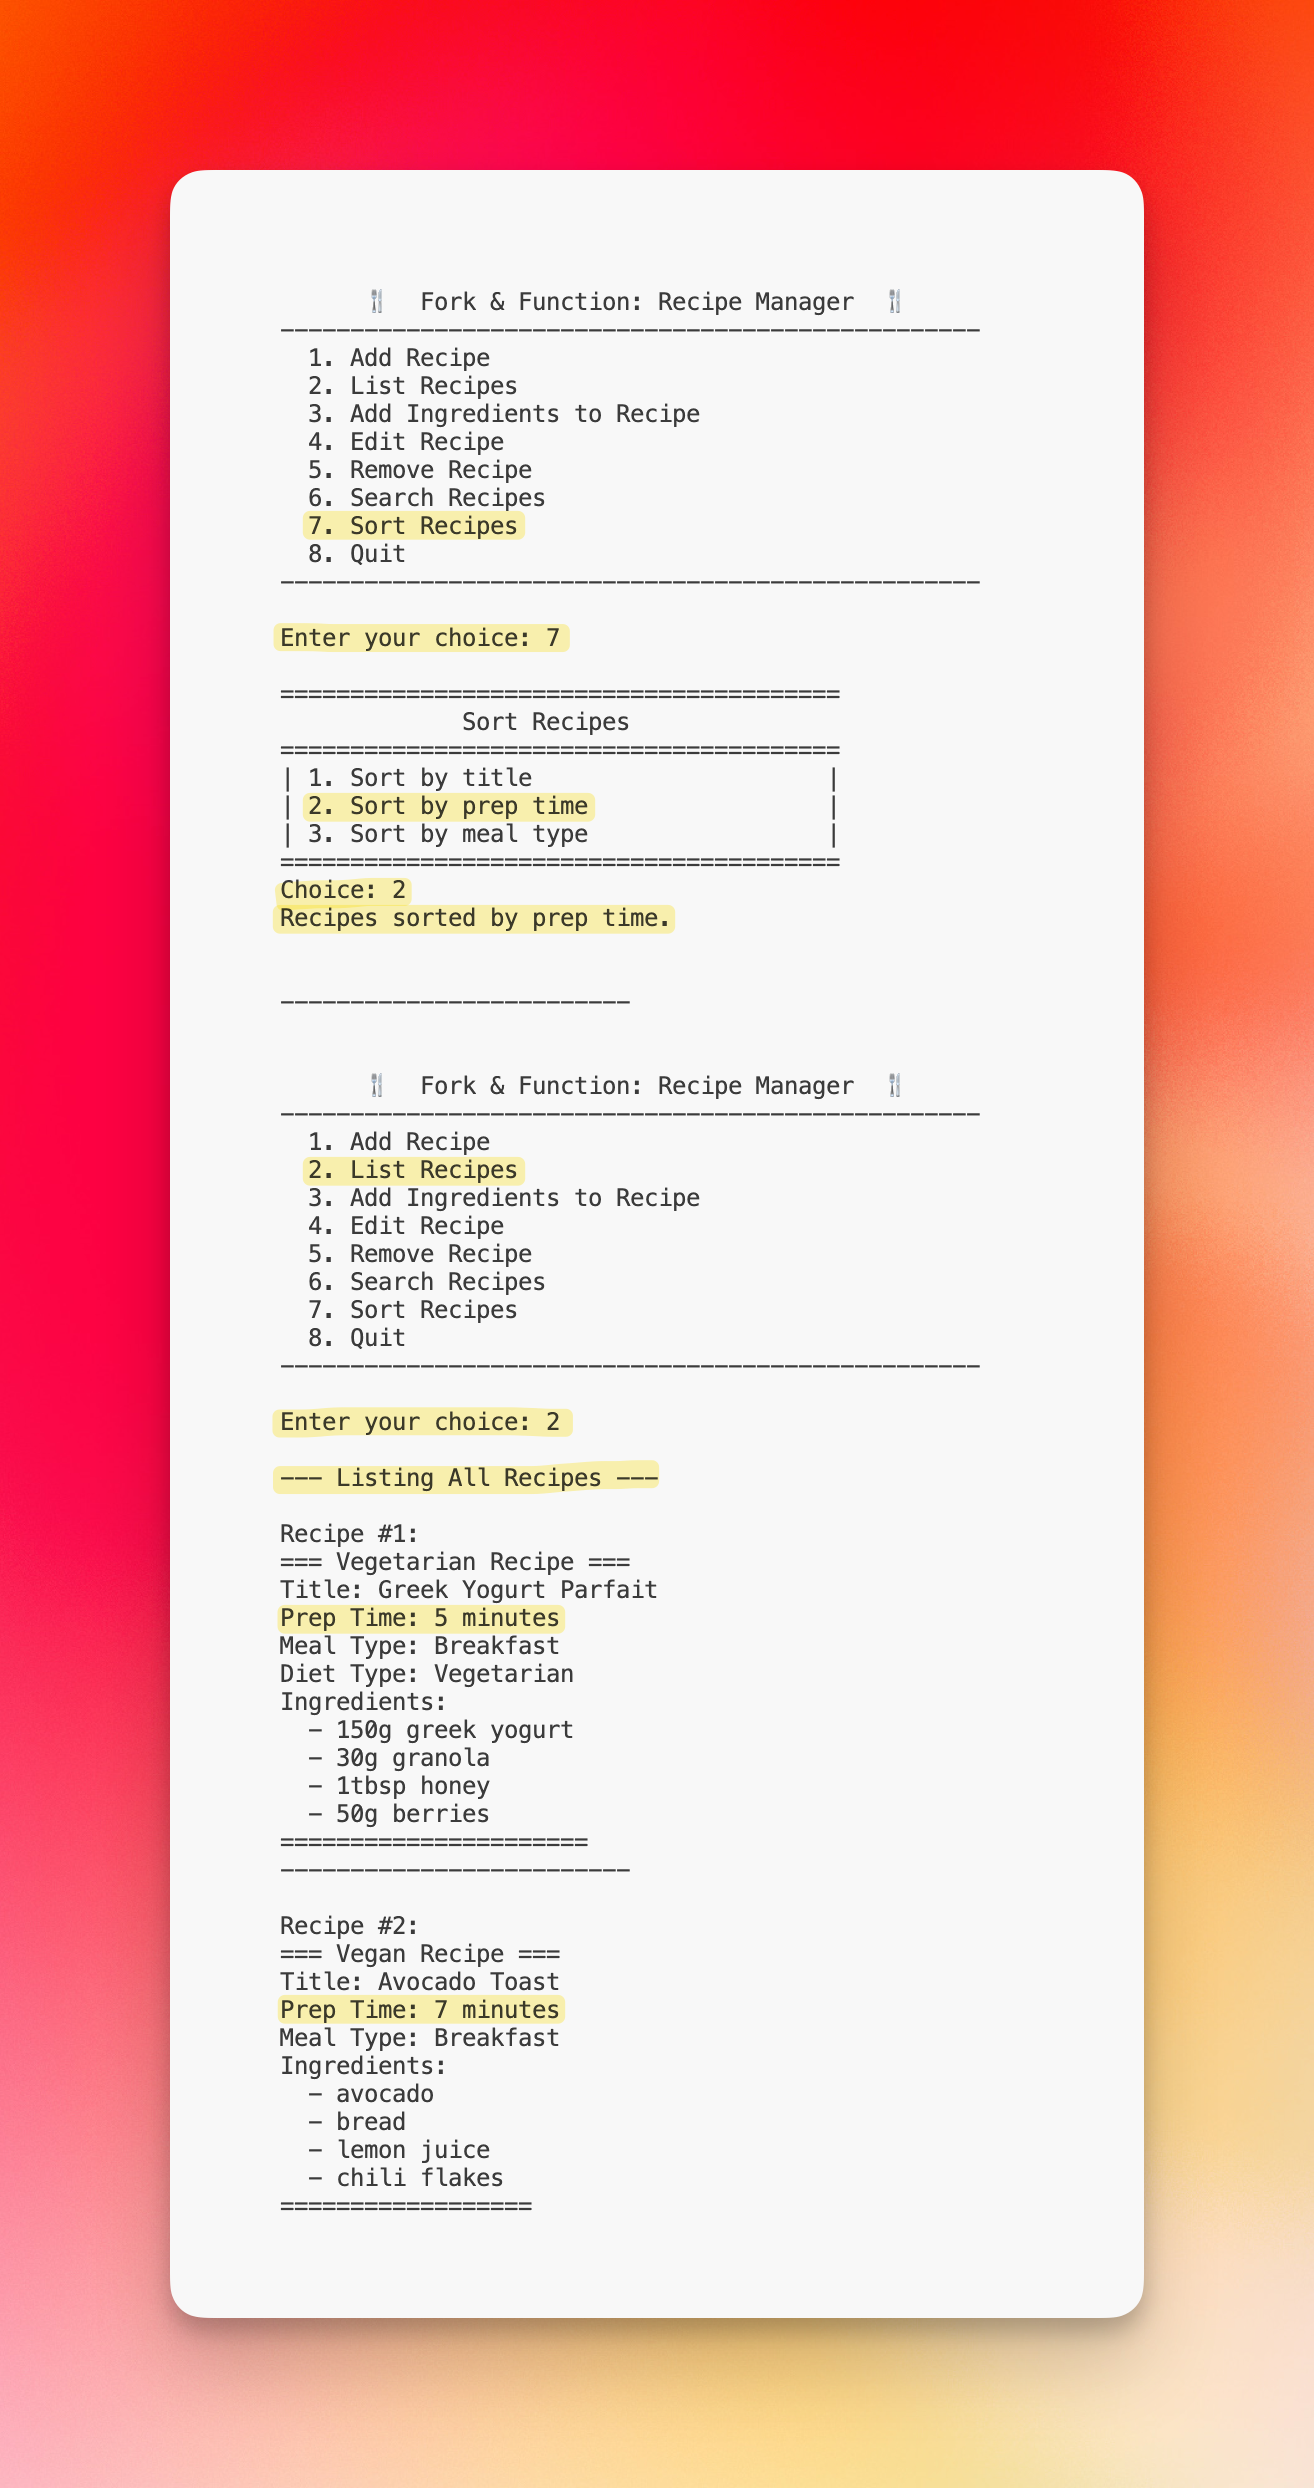 🍴 Fork & Function: Recipe Manager 🍴
--------------------------------------------------
1. Add Recipe
2. List Recipes
3. Add Ingredients to Recipe
4. Edit Recipe
5. Remove Recipe
6. Search Recipes
7. Sort Recipes
8. Quit
--------------------------------------------------
Enter your choice: 7
========================================
Sort Recipes
========================================
| 1. Sort by title                     |
| 2. Sort by prep time                 |
| 3. Sort by meal type                 |
========================================
Choice: 2
Recipes sorted by prep time.
-------------------------
🍴 Fork & Function: Recipe Manager 🍴
--------------------------------------------------
1. Add Recipe
2. List Recipes
3. Add Ingredients to Recipe
4. Edit Recipe
5. Remove Recipe
6. Search Recipes
7. Sort Recipes
8. Quit
--------------------------------------------------
Enter your choice: 2
--- Listing All Recipes ---
Recipe #1:
=== Vegetarian Recipe ===
Title: Greek Yogurt Parfait
Prep Time: 5 minutes
Meal Type: Breakfast
Diet Type: Vegetarian
Ingredients:
- 150g greek yogurt
- 30g granola
- 1tbsp honey
- 50g berries
======================
-------------------------
Recipe #2:
=== Vegan Recipe ===
Title: Avocado Toast
Prep Time: 7 minutes
Meal Type: Breakfast
Ingredients:
- avocado
- bread
- lemon juice
- chili flakes
==================